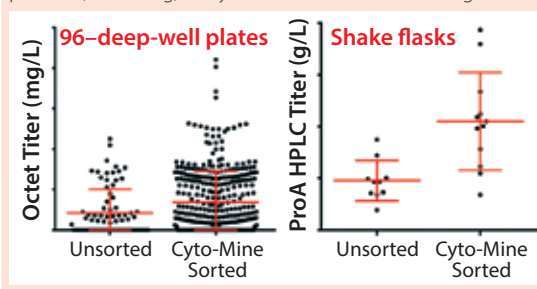 96–deep-well plates
Octet Titer (mg/L)
Unsorted
Cyto-Mine
Sorted
Shake flasks
ProA HPLC Titer (g/L)
Unsorted
Cyto-Mine
Sorted